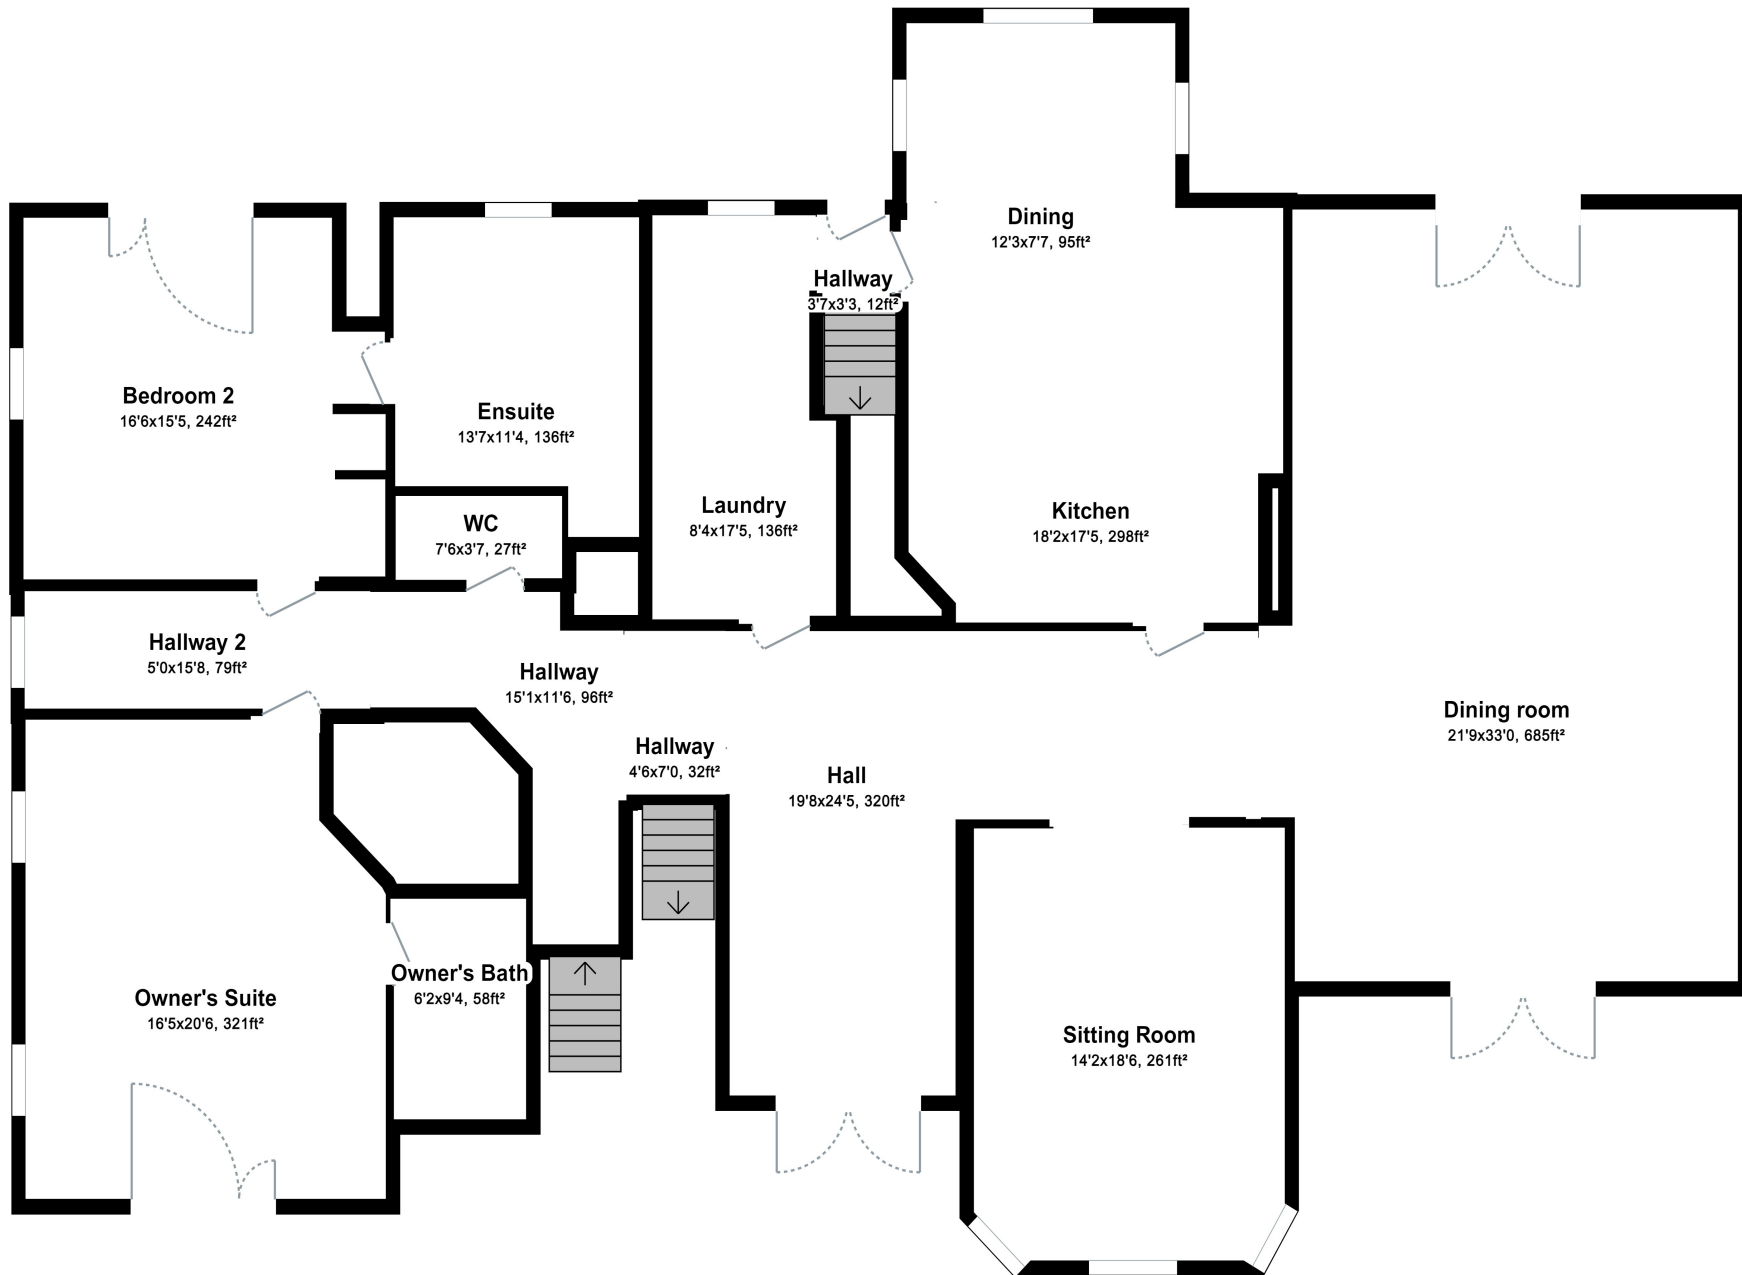 Dining
12'3x7'7, 95ft²
Hallway
3'7x3'3, 12ft²
Bedroom 2
16'6x15'5, 242ft²
Ensuite
13'7x11'4, 136ft²
Laundry
8'4x17'5, 136ft²
Kitchen
18'2x17'5, 298ft²
WC
7'6x3'7, 27ft²
Hallway 2
5'0x15'8, 79ft²
Hallway
15'1x11'6, 96ft²
Dining room
21'9x33'0, 685ft²
Hallway
4'6x7'0, 32ft²
Hall
19'8x24'5, 320ft²
Owner's Bath
6'2x9'4, 58ft²
Owner's Suite
16'5x20'6, 321ft²
Sitting Room
14'2x18'6, 261ft²